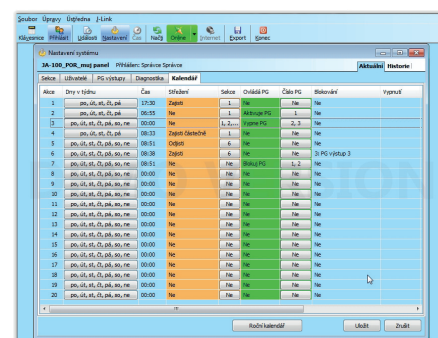 Soubor Úpravy Ústředna J-Link
Klávesnice Přihlásit Události Nastavení Čas Načti Online Internet Export Konec
Nastavení systému
JA-100_POR_muj panel Přihlášen: Správce Správce Aktuální Historie
Sekce Uživatelé PG výstupy Diagnostika Kalendář
Akce Dny v týdnu Čas Střežení Sekce Ovládá PG Číslo PG Blokování Vypnutí
1 po, út, st, čt, pá 17:30 Zajisti 1 Ne Ne Ne
2 po, út, st, čt, pá 06:55 Ne 1 Aktivuje PG 1 Ne
3 po, út, st, čt, pá, so, ne 00:00 Ne 1, 2,... Vypne PG 2, 3 Ne
4 po, út, st, čt, pá 08:33 Zajistí částečně 1 Ne Ne Ne
5 po, út, st, čt, pá, so, ne 08:51 Odjisti 6 Ne Ne Ne
6 po, út, st, čt, pá, so, ne 08:38 Zajisti 6 Ne Ne 3: PG výstup 3
7 po, út, st, čt, pá, so, ne 08:51 Ne Ne Blokuj PG 1, 2 Ne
8 po, út, st, čt, pá, so, ne 00:00 Ne Ne Ne Ne Ne
9 po, út, st, čt, pá, so, ne 00:00 Ne Ne Ne Ne Ne
10 po, út, st, čt, pá, so, ne 00:00 Ne Ne Ne Ne Ne
11 po, út, st, čt, pá, so, ne 00:00 Ne Ne Ne Ne Ne
12 po, út, st, čt, pá, so, ne 00:00 Ne Ne Ne Ne Ne
13 po, út, st, čt, pá, so, ne 00:00 Ne Ne Ne Ne Ne
14 po, út, st, čt, pá, so, ne 00:00 Ne Ne Ne Ne Ne
15 po, út, st, čt, pá, so, ne 00:00 Ne Ne Ne Ne Ne
16 po, út, st, čt, pá, so, ne 00:00 Ne Ne Ne Ne Ne
17 po, út, st, čt, pá, so, ne 00:00 Ne Ne Ne Ne Ne
18 po, út, st, čt, pá, so, ne 00:00 Ne Ne Ne Ne Ne
19 po, út, st, čt, pá, so, ne 00:00 Ne Ne Ne Ne Ne
20 po, út, st, čt, pá, so, ne 00:00 Ne Ne Ne Ne Ne
Roční kalendář Uložit Zrušit